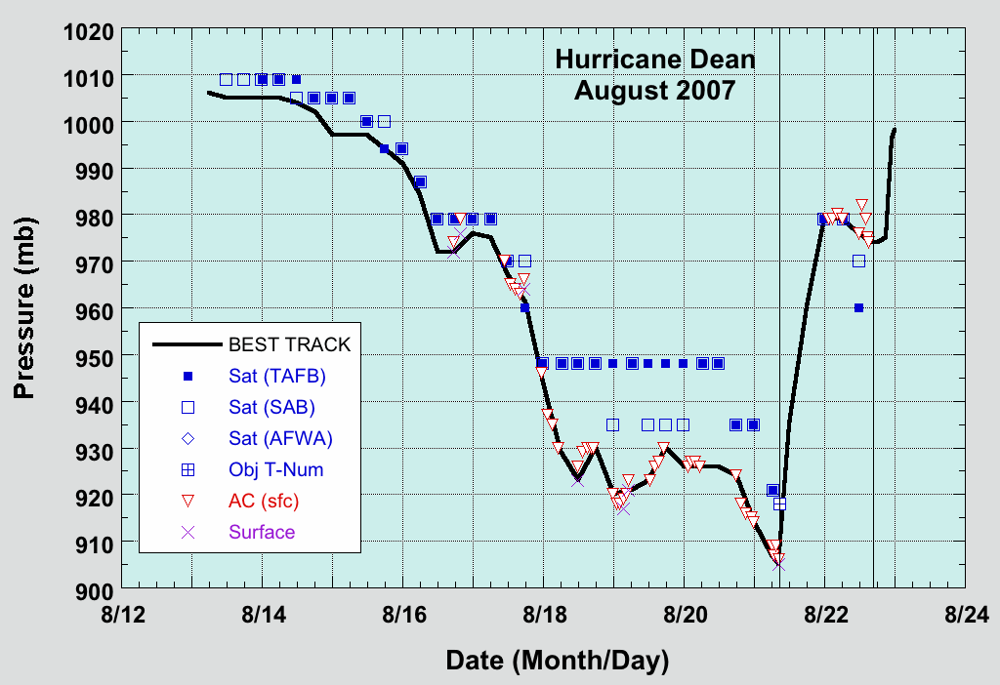 Hurricane Dean
August 2007
1020
1010
1000
990
980
970
960
950
940
930
920
910
900
Pressure (mb)
BEST TRACK
Sat (TAFB)
Sat (SAB)
Sat (AFWA)
Obj T-Num
AC (sfc)
Surface
8/12 8/14 8/16 8/18 8/20 8/22 8/24
Date (Month/Day)